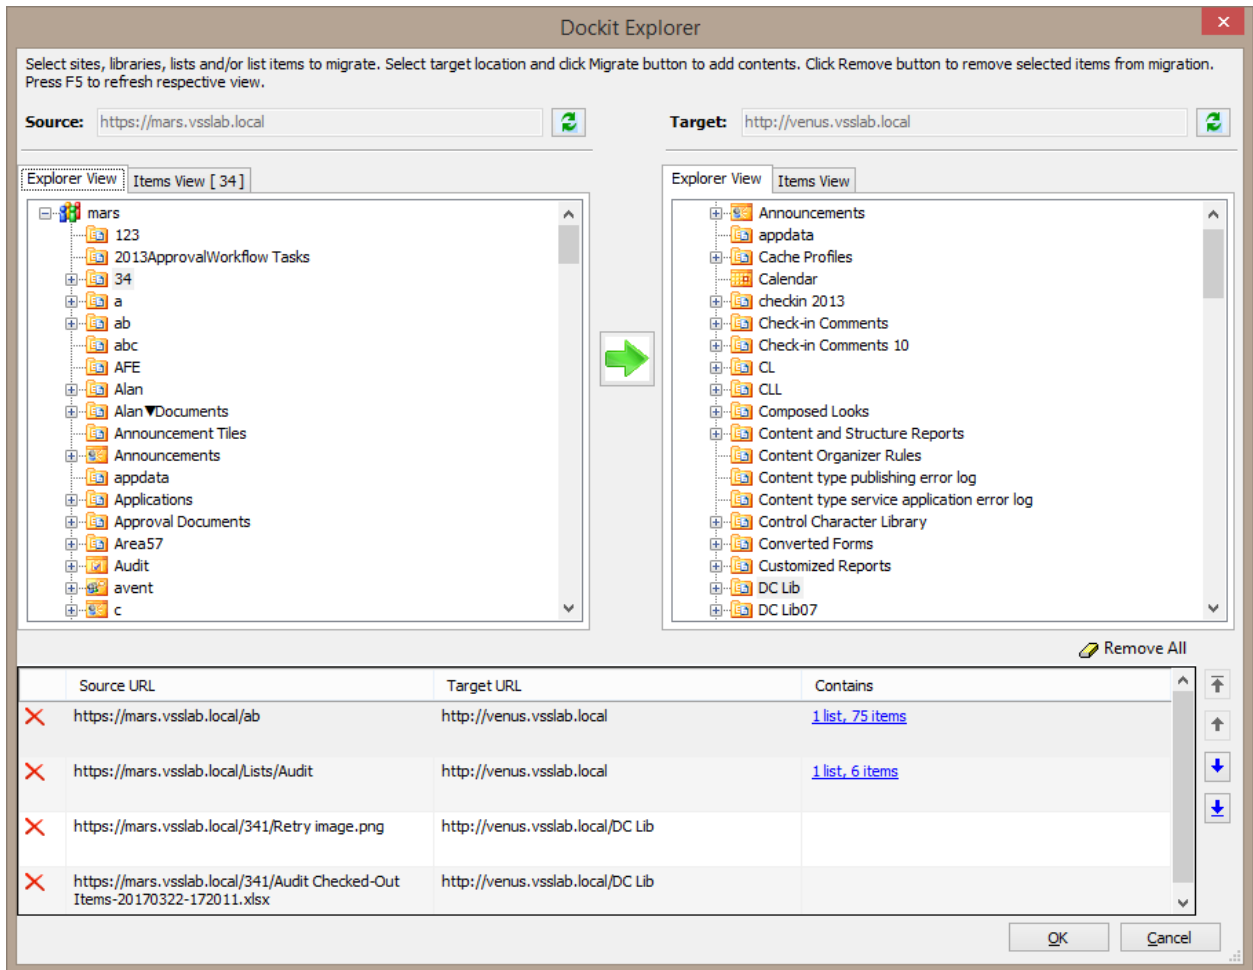 Dockit Explorer
Select sites, libraries, lists and/or list items to migrate. Select target location and click Migrate button to add contents. Click Remove button to remove selected items from migration.
Press F5 to refresh respective view.
Source: https://mars.vsslab.local
Target: http://venus.vsslab.local
Explorer View Items View [ 34 ]
mars
123
2013ApprovalWorkflow Tasks
34
a
ab
abc
AFE
Alan
Alan▼Documents
Announcement Tiles
Announcements
appdata
Applications
Approval Documents
Area57
Audit
avent
c
Explorer View Items View
Announcements
appdata
Cache Profiles
Calendar
checkin 2013
Check-in Comments
Check-in Comments 10
CL
CLL
Composed Looks
Content and Structure Reports
Content Organizer Rules
Content type publishing error log
Content type service application error log
Control Character Library
Converted Forms
Customized Reports
DC Lib
DC Lib07
Remove All
Source URL Target URL Contains
https://mars.vsslab.local/ab http://venus.vsslab.local 1 list, 75 items
https://mars.vsslab.local/Lists/Audit http://venus.vsslab.local 1 list, 6 items
https://mars.vsslab.local/341/Retry image.png http://venus.vsslab.local/DC Lib
https://mars.vsslab.local/341/Audit Checked-Out http://venus.vsslab.local/DC Lib
Items-20170322-172011.xlsx
OK Cancel